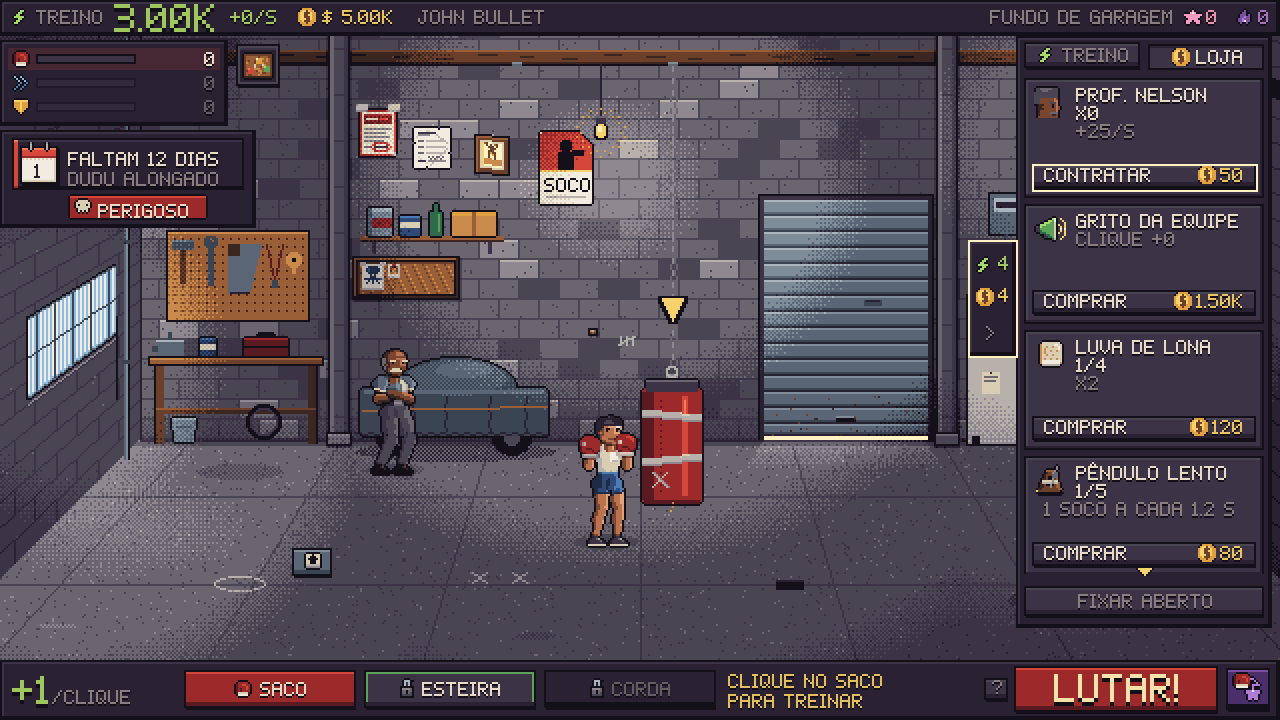 TREINO 3.00K +0/S $ 5.00K JOHN BULLET FUNDO DE GARAGEM 0 0
0
0
0
1 FALTAM 12 DIAS
DUDU ALONGADO
PERIGOSO
SOCO
4
4
TREINO LOJA
PROF. NELSON
X0
+25/S
CONTRATAR 50
GRITO DA EQUIPE
CLIQUE +0
COMPRAR 1.50K
LUVA DE LONA
1/4
X2
COMPRAR 120
PÊNDULO LENTO
1/5
1 SOCO A CADA 1.2 S
COMPRAR 80
FIXAR ABERTO
+1/CLIQUE
SACO
ESTEIRA
CORDA
CLIQUE NO SACO
PARA TREINAR
?
LUTAR!